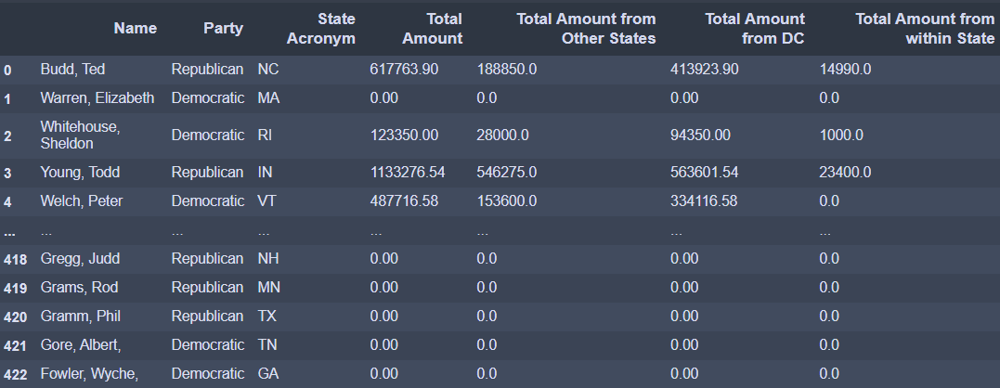 Name Party State Acronym Total Amount Total Amount from Other States Total Amount from DC Total Amount from within State
0 Budd, Ted Republican NC 617763.90 188850.0 413923.90 14990.0
1 Warren, Elizabeth Democratic MA 0.00 0.0 0.00 0.0
2 Whitehouse, Sheldon Democratic RI 123350.00 28000.0 94350.00 1000.0
3 Young, Todd Republican IN 1133276.54 546275.0 563601.54 23400.0
4 Welch, Peter Democratic VT 487716.58 153600.0 334116.58 0.0
... ... ... ... ... ... ... ...
418 Gregg, Judd Republican NH 0.00 0.0 0.00 0.0
419 Grams, Rod Republican MN 0.00 0.0 0.00 0.0
420 Gramm, Phil Republican TX 0.00 0.0 0.00 0.0
421 Gore, Albert, Democratic TN 0.00 0.0 0.00 0.0
422 Fowler, Wyche, Democratic GA 0.00 0.0 0.00 0.0